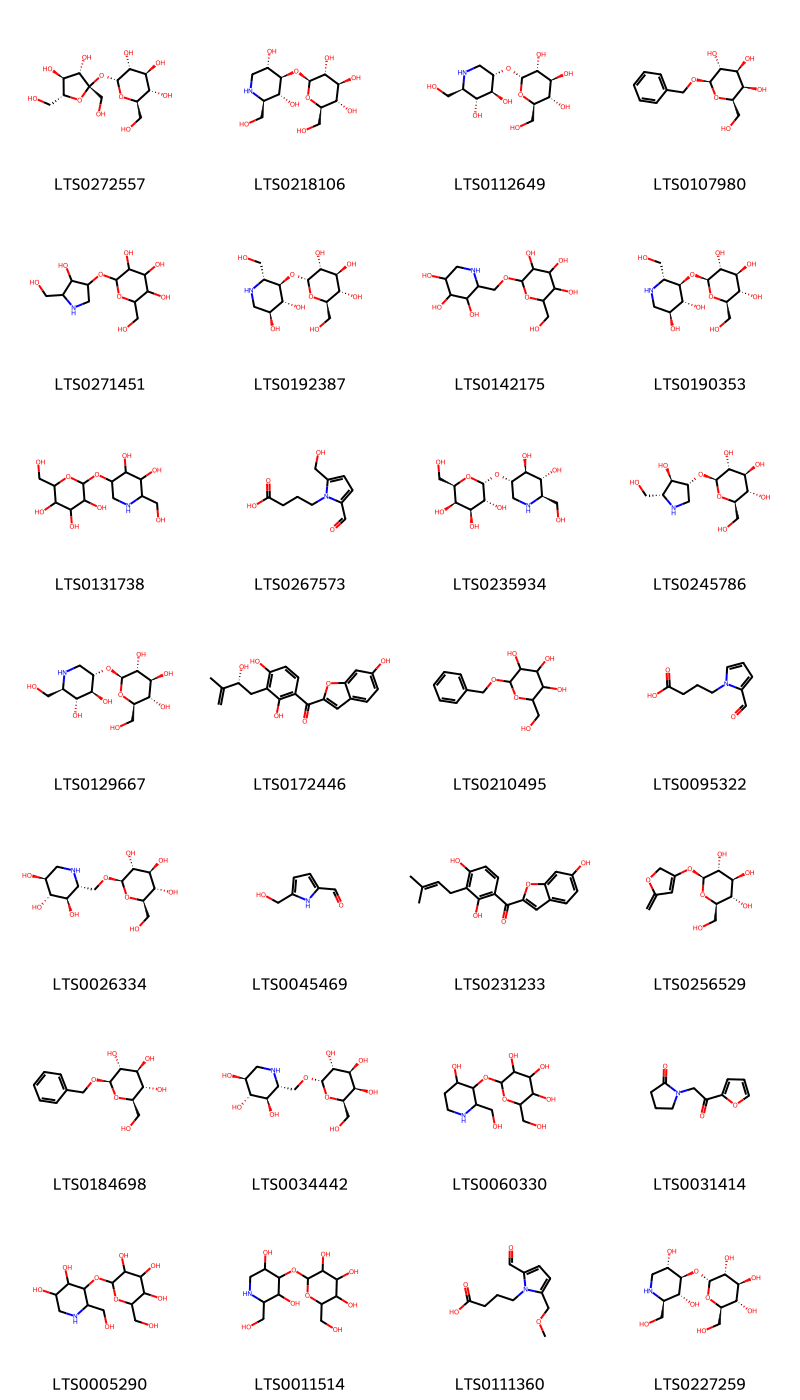 LTS0272557 LTS0218106 LTS0112649 LTS0107980
LTS0271451 LTS0192387 LTS0142175 LTS0190353
LTS0131738 LTS0267573 LTS0235934 LTS0245786
LTS0129667 LTS0172446 LTS0210495 LTS0095322
LTS0026334 LTS0045469 LTS0231233 LTS0256529
LTS0184698 LTS0034442 LTS0060330 LTS0031414
LTS0005290 LTS0011514 LTS0111360 LTS0227259